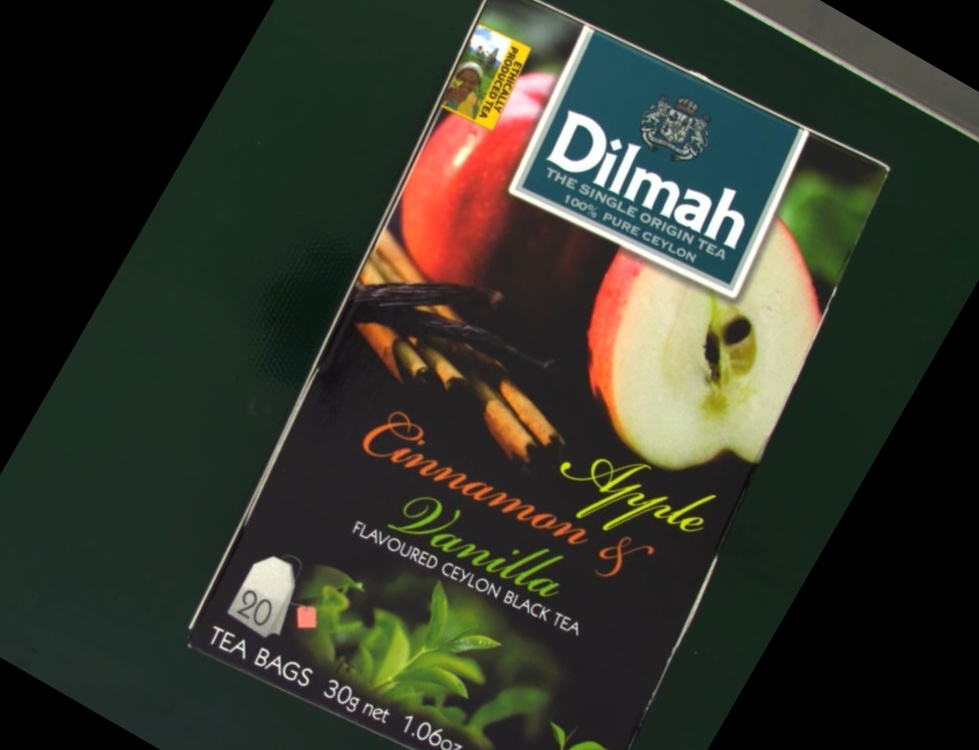 ETHICALLY
PRODUCED TEA
Dilmah
THE SINGLE ORIGIN TEA
100% PURE CEYLON
Apple
Cinnamon &
Vanilla
FLAVOURED CEYLON BLACK TEA
20
TEA BAGS 30g net 1.06oz